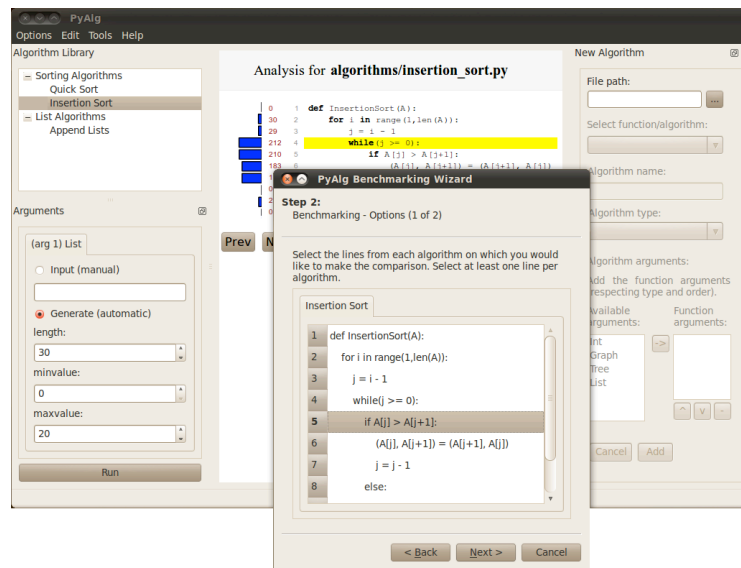 PyAlg
Options Edit Tools Help
Algorithm Library
Sorting Algorithms
Quick Sort
Insertion Sort
List Algorithms
Append Lists
Arguments
(arg 1) List
Input (manual)
Generate (automatic)
length:
30
minvalue:
0
maxvalue:
20
Run
Analysis for algorithms/insertion_sort.py
0 1 def InsertionSort(A):
30 2 for i in range(1,len(A)):
29 3 j = i - 1
212 4 while(j >= 0):
210 5 if A[j] > A[j+1]:
183 6 (A[j], A[j+1]) = (A[j+1], A[j])
Prev
PyAlg Benchmarking Wizard
Step 2:
Benchmarking - Options (1 of 2)
Select the lines from each algorithm on which you would
like to make the comparison. Select at least one line per
algorithm.
Insertion Sort
1 def InsertionSort(A):
2 for i in range(1,len(A)):
3 j = i - 1
4 while(j >= 0):
5 if A[j] > A[j+1]:
6 (A[j], A[j+1]) = (A[j+1], A[j])
7 j = j - 1
8 else:
< Back Next > Cancel
New Algorithm
File path:
...
Select function/algorithm:
Algorithm name:
Algorithm type:
Algorithm arguments:
Add the function arguments
(respecting type and order).
Available Function
arguments: arguments:
Int
Graph
Tree
List
->
^ v -
Cancel Add